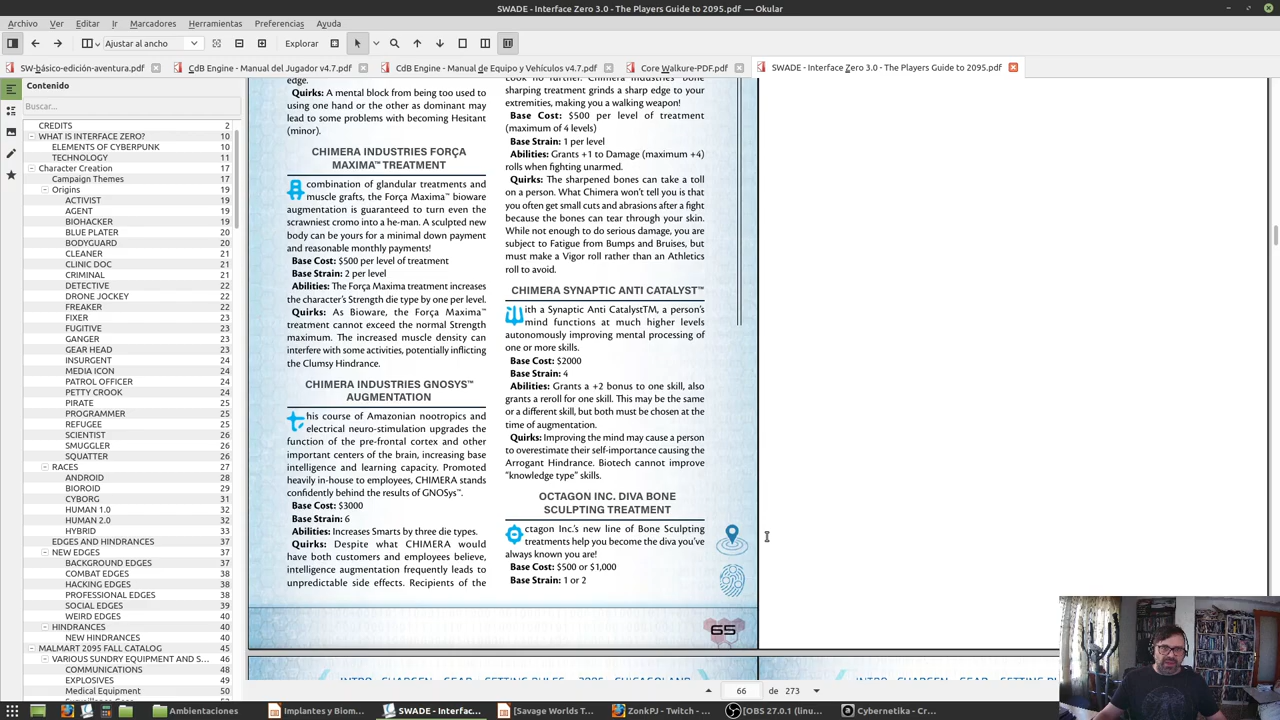 SWADE - Interface Zero 3.0 - The Players Guide to 2095.pdf — Okular
Archivo Ver Editar Ir Marcadores Herramientas Preferencias Ayuda
Ajustar al ancho Explorar
SW-básico-edición-aventura.pdf CdB Engine - Manual del Jugador v4.7.pdf CdB Engine - Manual de Equipo y Vehículos v4.7.pdf Core Walkure-PDF.pdf SWADE - Interface Zero 3.0 - The Players Guide to 2095.pdf
Contenido
Buscar...
CREDITS 2
WHAT IS INTERFACE ZERO? 10
ELEMENTS OF CYBERPUNK 10
TECHNOLOGY 11
Character Creation 17
Campaign Themes 17
Origins 19
ACTIVIST 19
AGENT 19
BIOHACKER 19
BLUE PLATER 20
BODYGUARD 20
CLEANER 21
CLINIC DOC 21
CRIMINAL 21
DETECTIVE 22
DRONE JOCKEY 22
FREAKER 22
FIXER 23
FUGITIVE 23
GANGER 23
GEAR HEAD 23
INSURGENT 24
MEDIA ICON 24
PATROL OFFICER 24
PETTY CROOK 24
PIRATE 25
PROGRAMMER 25
REFUGEE 25
SCIENTIST 26
SMUGGLER 26
SQUATTER 26
RACES 27
ANDROID 28
BIOROID 29
CYBORG 31
HUMAN 1.0 32
HUMAN 2.0 32
HYBRID 33
EDGES AND HINDRANCES 37
NEW EDGES 37
BACKGROUND EDGES 37
COMBAT EDGES 38
HACKING EDGES 38
PROFESSIONAL EDGES 38
SOCIAL EDGES 39
WEIRD EDGES 40
HINDRANCES 40
NEW HINDRANCES 40
MALMART 2095 FALL CATALOG 45
VARIOUS SUNDRY EQUIPMENT AND S... 46
COMMUNICATIONS 48
EXPLOSIVES 49
Medical Equipment 50
edge.
Quirks: A mental block from being too used to
using one hand or the other as dominant may
lead to some problems with becoming Hesitant
(minor).
CHIMERA INDUSTRIES FORÇA
MAXIMA™ TREATMENT
A combination of glandular treatments and
muscle grafts, the Força Maxima™ bioware
augmentation is guaranteed to turn even the
scrawniest cromo into a he-man. A sculpted new
body can be yours for a minimal down payment
and reasonable monthly payments!
Base Cost: $500 per level of treatment
Base Strain: 2 per level
Abilities: The Força Maxima treatment increases
the character's Strength die type by one per level.
Quirks: As Bioware, the Força Maxima™
treatment cannot exceed the normal Strength
maximum. The increased muscle density can
interfere with some activities, potentially inflicting
the Clumsy Hindrance.
CHIMERA INDUSTRIES GNOSYS™
AUGMENTATION
This course of Amazonian nootropics and
electrical neuro-stimulation upgrades the
function of the pre-frontal cortex and other
important centers of the brain, increasing base
intelligence and learning capacity. Promoted
heavily in-house to employees, CHIMERA stands
confidently behind the results of GNOSys™.
Base Cost: $3000
Base Strain: 6
Abilities: Increases Smarts by three die types.
Quirks: Despite what CHIMERA would
have both customers and employees believe,
intelligence augmentation frequently leads to
unpredictable side effects. Recipients of the
Look no further. Chimera Industries' Bone
sharping treatment grinds a sharp edge to your
extremities, making you a walking weapon!
Base Cost: $500 per level of treatment
(maximum of 4 levels)
Base Strain: 1 per level
Abilities: Grants +1 to Damage (maximum +4)
rolls when fighting unarmed.
Quirks: The sharpened bones can take a toll
on a person. What Chimera won't tell you is that
you often get small cuts and abrasions after a fight
because the bones can tear through your skin.
While not enough to do serious damage, you are
subject to Fatigue from Bumps and Bruises, but
must make a Vigor roll rather than an Athletics
roll to avoid.
CHIMERA SYNAPTIC ANTI CATALYST™
With a Synaptic Anti CatalystTM, a person's
mind functions at much higher levels
autonomously improving mental processing of
one or more skills.
Base Cost: $2000
Base Strain: 4
Abilities: Grants a +2 bonus to one skill, also
grants a reroll for one skill. This may be the same
or a different skill, but both must be chosen at the
time of augmentation.
Quirks: Improving the mind may cause a person
to overestimate their self-importance causing the
Arrogant Hindrance. Biotech cannot improve
"knowledge type" skills.
OCTAGON INC. DIVA BONE
SCULPTING TREATMENT
Octagon Inc.'s new line of Bone Sculpting
treatments help you become the diva you've
always known you are!
Base Cost: $500 or $1,000
Base Strain: 1 or 2
65
66 de 273
Implantes y Biom... SWADE - Interfac... [Savage Worlds T... ZonkPJ - Twitch - ... [OBS 27.0.1 (linu... Cybernetika - Cr...